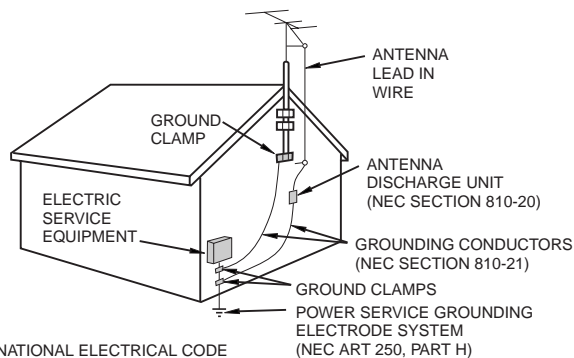 ANTENNA
LEAD IN
WIRE
GROUND
CLAMP
ANTENNA
DISCHARGE UNIT
(NEC SECTION 810-20)
ELECTRIC
SERVICE
EQUIPMENT
GROUNDING CONDUCTORS
(NEC SECTION 810-21)
GROUND CLAMPS
POWER SERVICE GROUNDING
ELECTRODE SYSTEM
(NEC ART 250, PART H)
NATIONAL ELECTRICAL CODE